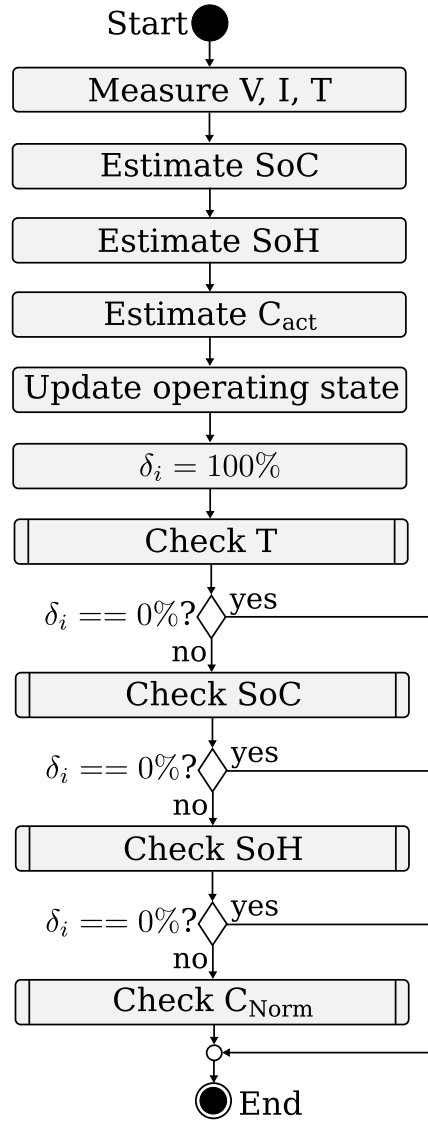 Start
Measure V, I, T
Estimate SoC
Estimate SoH
Estimate C_act
Update operating state
δ_i = 100%
Check T
δ_i == 0%? yes
no
Check SoC
δ_i == 0%? yes
no
Check SoH
δ_i == 0%? yes
no
Check C_Norm
End